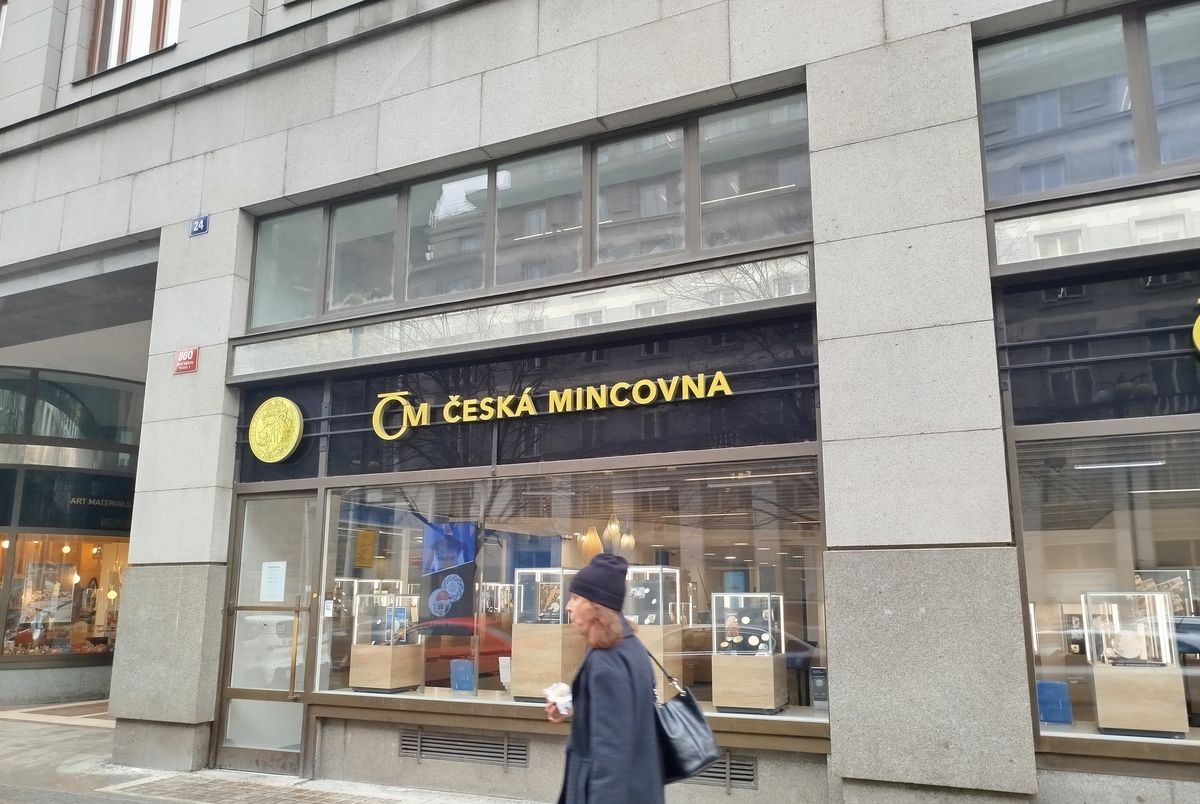 24
860
ČM ČESKÁ MINCOVNA
ART MATERIALS